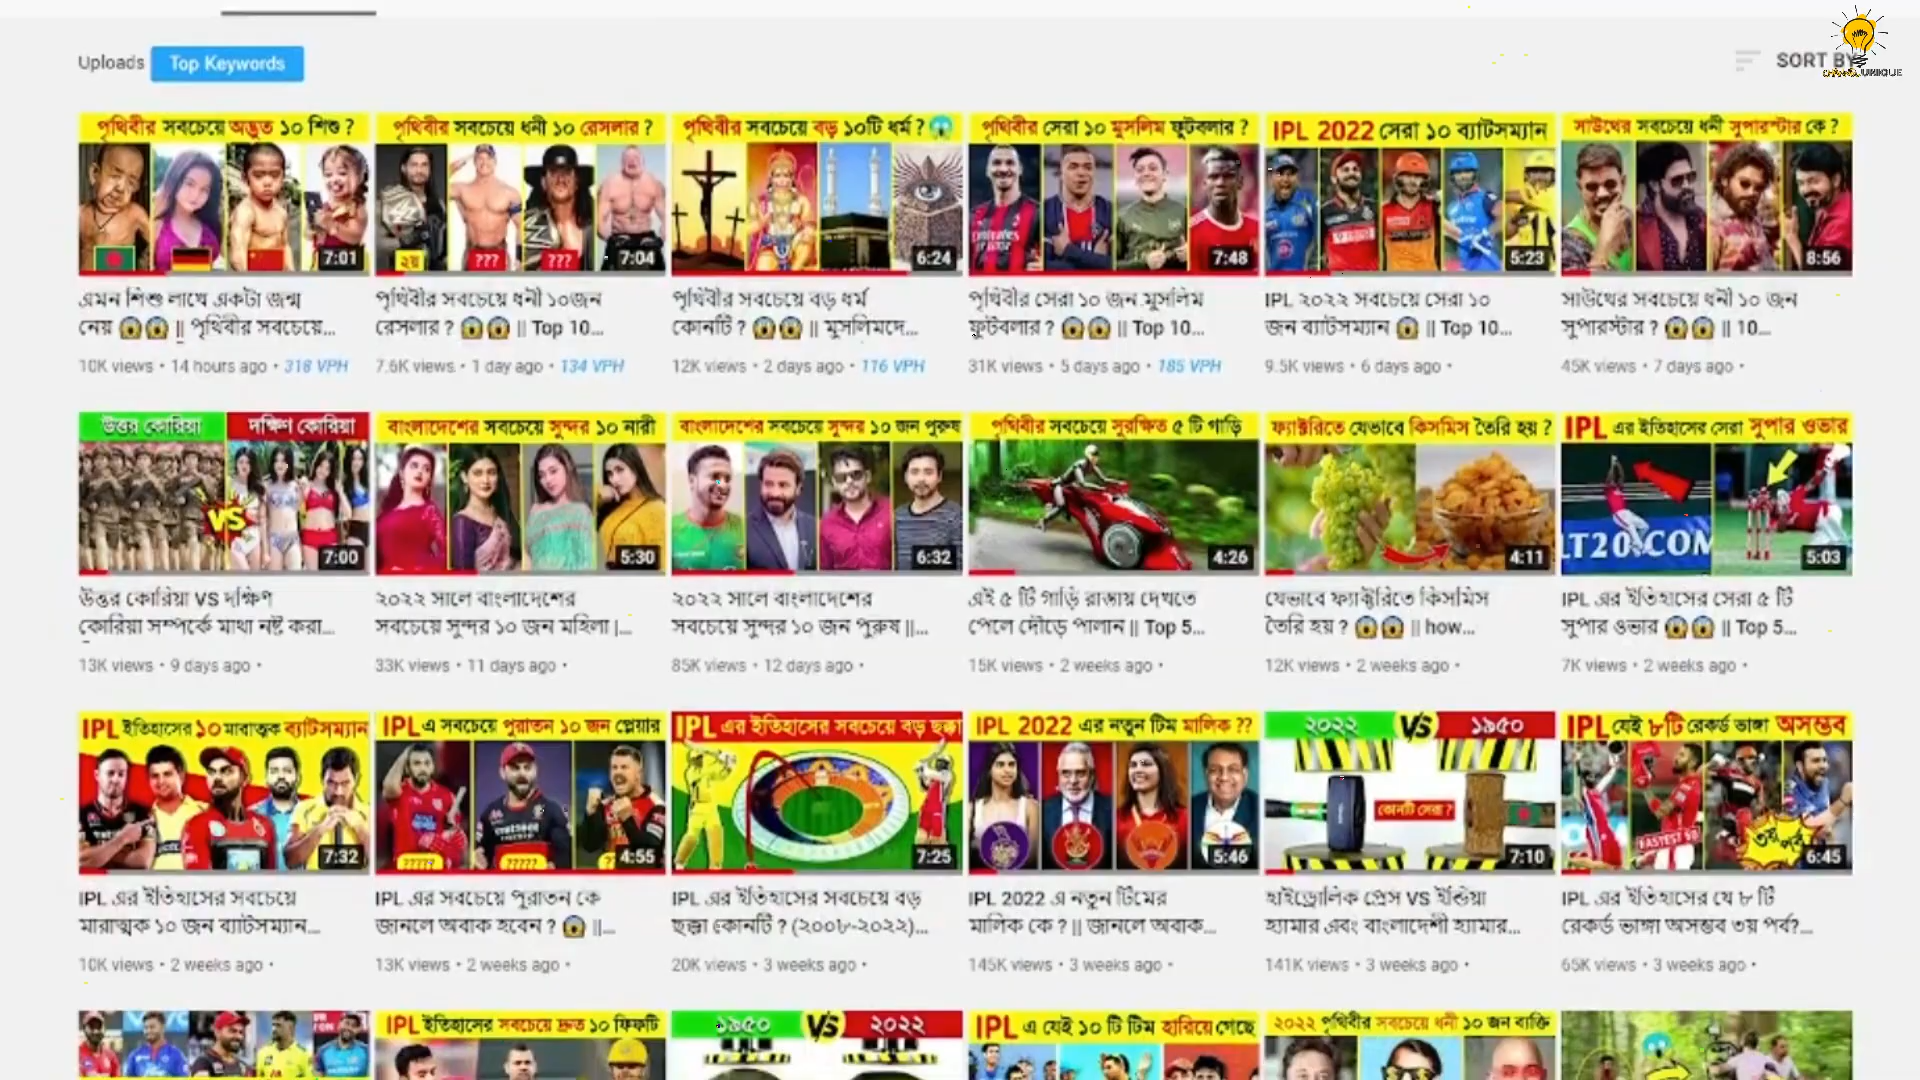 Uploads Top Keywords
SORT BY
UNIQUE
পৃথিবীর সবচেয়ে অদ্ভুত ১০ শিশু ?
7:01
এমন শিশু লাখে একটা জন্ম
নেয় 😱😱 || পৃথিবীর সবচেয়ে...
10K views • 14 hours ago • 318 VPH
পৃথিবীর সবচেয়ে ধনী ১০ রেসলার ?
২য়
???
???
7:04
পৃথিবীর সবচেয়ে ধনী ১০জন
রেসলার ? 😱😱 || Top 10...
7.6K views • 1 day ago • 134 VPH
পৃথিবীর সবচেয়ে বড় ১০টি ধর্ম ? 😱
6:24
পৃথিবীর সবচেয়ে বড় ধর্ম
কোনটি ? 😱😱 || মুসলিমদে...
12K views • 2 days ago • 116 VPH
পৃথিবীর সেরা ১০ মুসলিম ফুটবলার ?
7:48
পৃথিবীর সেরা ১০ জন মুসলিম
ফুটবলার ? 😱😱 || Top 10...
31K views • 5 days ago • 185 VPH
IPL 2022 সেরা ১০ ব্যাটসম্যান
5:23
IPL ২০২২ সবচেয়ে সেরা ১০
জন ব্যাটসম্যান 😱 || Top 10...
9.5K views • 6 days ago •
সাউথের সবচেয়ে ধনী সুপারস্টার কে ?
8:56
সাউথের সবচেয়ে ধনী ১০ জন
সুপারস্টার ? 😱😱 || 10...
45K views • 7 days ago •
উত্তর কোরিয়া দক্ষিণ কোরিয়া
VS
7:00
উত্তর কোরিয়া VS দক্ষিণ
কোরিয়া সম্পর্কে মাথা নষ্ট করা...
13K views • 9 days ago •
বাংলাদেশের সবচেয়ে সুন্দর ১০ নারী
5:30
২০২২ সালে বাংলাদেশের
সবচেয়ে সুন্দর ১০ জন মহিলা |...
33K views • 11 days ago •
বাংলাদেশের সবচেয়ে সুন্দর ১০ জন পুরুষ
6:32
২০২২ সালে বাংলাদেশের
সবচেয়ে সুন্দর ১০ জন পুরুষ ||...
85K views • 12 days ago •
পৃথিবীর সবচেয়ে সুরক্ষিত ৫ টি গাড়ি
4:26
এই ৫ টি গাড়ি রাস্তায় দেখতে
পেলে দৌড়ে পালান || Top 5...
15K views • 2 weeks ago •
ফ্যাক্টরিতে যেভাবে কিসমিস তৈরি হয় ?
4:11
যেভাবে ফ্যাক্টরিতে কিসমিস
তৈরি হয় ? 😱😱 || how...
12K views • 2 weeks ago •
IPL এর ইতিহাসের সেরা সুপার ওভার
LT20.COM
5:03
IPL এর ইতিহাসের সেরা ৫ টি
সুপার ওভার 😱😱 || Top 5...
7K views • 2 weeks ago •
IPL ইতিহাসের ১০ মারাত্মক ব্যাটসম্যান
7:32
IPL এর ইতিহাসের সবচেয়ে
মারাত্মক ১০ জন ব্যাটসম্যান...
10K views • 2 weeks ago •
IPL এ সবচেয়ে পুরাতন ১০ জন প্লেয়ার
?????
?????
4:55
IPL এর সবচেয়ে পুরাতন কে
জানলে অবাক হবেন ? 😱 ||...
13K views • 2 weeks ago •
IPL এর ইতিহাসের সবচেয়ে বড় ছক্কা
7:25
IPL এর ইতিহাসের সবচেয়ে বড়
ছক্কা কোনটি ? (২০০৮-২০২২)...
20K views • 3 weeks ago •
IPL 2022 এর নতুন টিম মালিক ??
5:46
IPL 2022 এ নতুন টিমের
মালিক কে ? || জানলে অবাক...
145K views • 3 weeks ago •
২০২২ VS ১৯৫০
কোনটি সেরা ?
7:10
হাইড্রোলিক প্রেস VS ইন্ডিয়া
হ্যামার এবং বাংলাদেশী হ্যামার...
141K views • 3 weeks ago •
IPL যেই ৮টি রেকর্ড ভাঙ্গা অসম্ভব
FASTEST 50
৩য় পর্ব
6:45
IPL এর ইতিহাসের যে ৮ টি
রেকর্ড ভাঙ্গা অসম্ভব ৩য় পর্ব?...
65K views • 3 weeks ago •
IPL ইতিহাসের সবচেয়ে দ্রুত ১০ ফিফটি
১৯৫০ VS ২০২২
IPL এ যেই ১০ টি টিম হারিয়ে গেছে
২০২২ পৃথিবীর সবচেয়ে ধনী ১০ জন ব্যক্তি